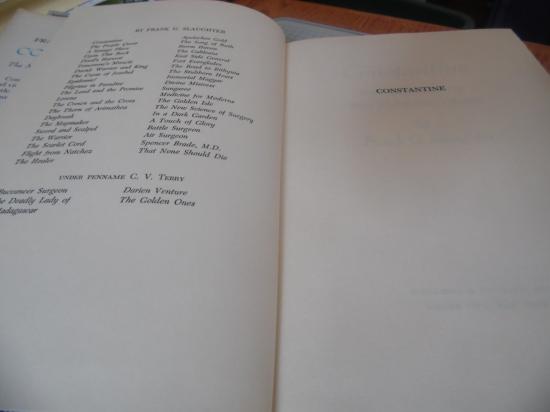 BY FRANK G. SLAUGHTER
Constantine
The Purple Quest
A Savage Place
Upon This Rock
Devil's Harvest
Tomorrow's Miracle
David: Warrior and King
The Curse of Jezebel
Epidemic!
Pilgrims in Paradise
The Land and the Promise
Lorena
The Crown and the Cross
The Thorn of Arimathea
Daybreak
The Mapmaker
Sword and Scalpel
The Warrior
The Scarlet Cord
Flight from Natchez
The Healer
Apalachee Gold
The Song of Ruth
Storm Haven
The Galileans
East Side General
Fort Everglades
The Road to Bithynia
The Stubborn Heart
Immortal Magyar
Divine Mistress
Sangaree
Medicine for Moderns
The Golden Isle
The New Science of Surgery
In a Dark Garden
A Touch of Glory
Battle Surgeon
Air Surgeon
Spencer Brade, M.D.
That None Should Die
UNDER PENNAME C. V. TERRY
Buccaneer Surgeon
The Deadly Lady of
Madagascar
Darien Venture
The Golden Ones
CONSTANTINE